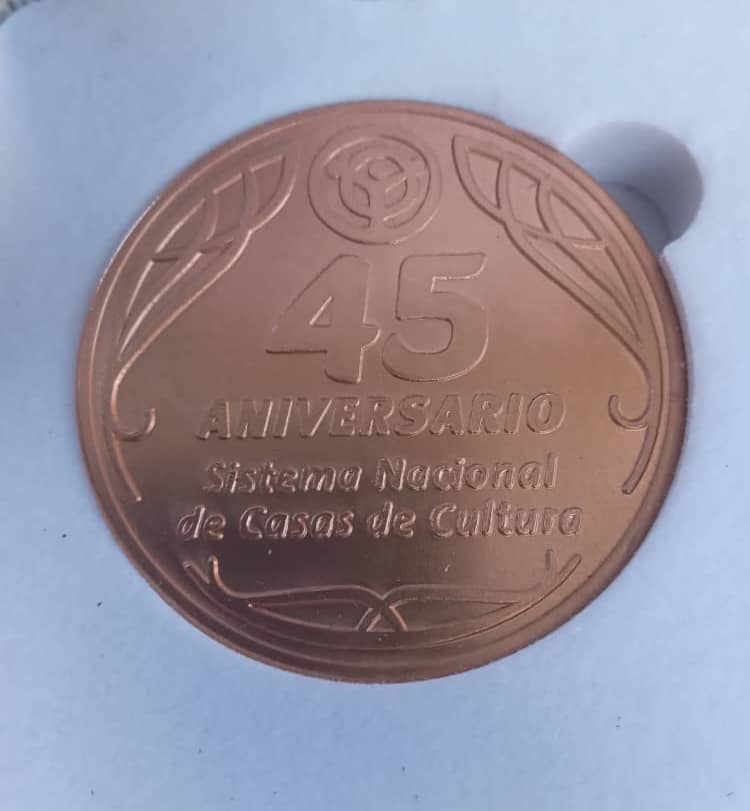 45
ANIVERSARIO
Sistema Nacional
de Casas de Cultura